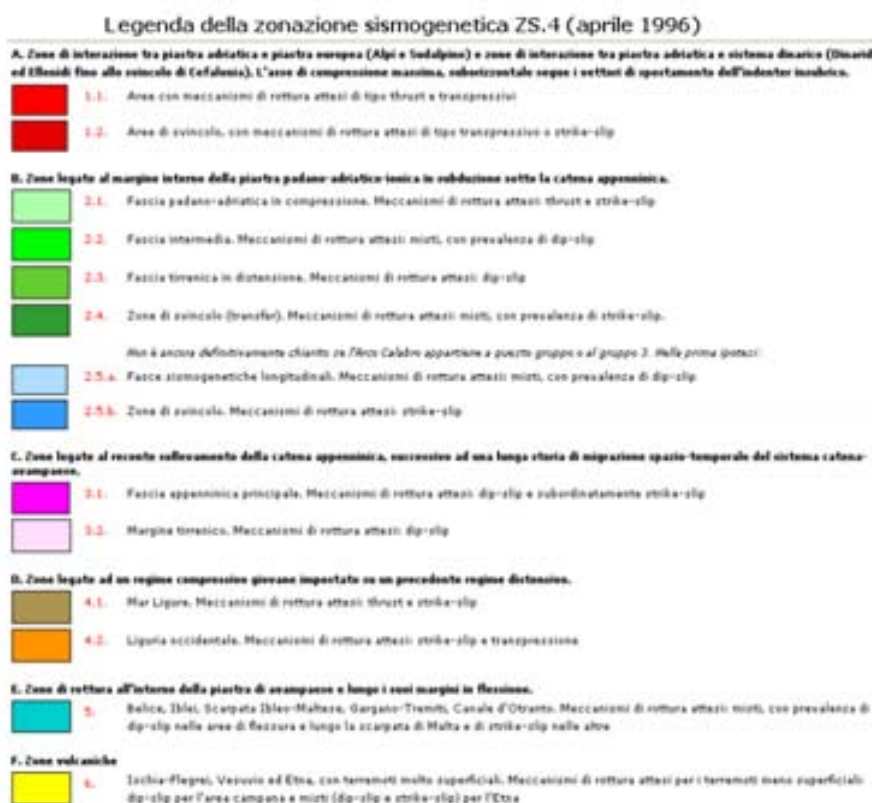 Legenda della zonazione sismogenetica ZS.4 (aprile 1996)
A. Zone di interazione tra piastra adriatica e piastra europea (Alpi e Sudalpino) e zone di interazione tra piastra adriatica e sistema dinarico (Dinarid
ed Ellenidi fino allo svincolo di Cefalonia). L'asse di compressione massima, suborizzontale segue i vettori di spostamento dell'indenter insubrico.
1.1. Aree con meccanismi di rottura attesi di tipo thrust e transpressivi
1.2. Aree di svincolo, con meccanismi di rottura attesi di tipo transpressivo o strike-slip
B. Zone legate al margine interno della piastra padano-adriatico-ionica in subduzione sotto la catena appenninica.
2.1. Fascia padano-adriatica in compressione. Meccanismi di rottura attesi: thrust e strike-slip
2.2. Fascia intermedia. Meccanismi di rottura attesi: misti, con prevalenza di dip-slip
2.3. Fascia tirrenica in distensione. Meccanismi di rottura attesi: dip-slip
2.4. Zone di svincolo (transfer). Meccanismi di rottura attesi: misti, con prevalenza di strike-slip.
Non è ancora definitivamente chiarito se l'Arco Calabro appartiene a questo gruppo o al gruppo 3. Nella prima ipotesi:
2.5.a. Fasce sismogenetiche longitudinali. Meccanismi di rottura attesi: misti, con prevalenza di dip-slip
2.5.b. Zone di svincolo. Meccanismi di rottura attesi: strike-slip
C. Zone legate al recente sollevamento della catena appenninica, successivo ad una lunga storia di migrazione spazio-temporale del sistema catena-
avampaese.
3.1. Fascia appenninica principale. Meccanismi di rottura attesi: dip-slip e subordinatamente strike-slip
3.2. Margine tirrenico. Meccanismi di rottura attesi: dip-slip
D. Zone legate ad un regime compressivo giovane impostato su un precedente regime distensivo.
4.1. Mar Ligure. Meccanismi di rottura attesi: thrust e strike-slip
4.2. Liguria occidentale. Meccanismi di rottura attesi: strike-slip e transpressione
E. Zone di rottura all'interno della piastra di avampaese e lungo i suoi margini in flessione.
5. Belice, Iblei, Scarpata Ibleo-Maltese, Gargano-Tremiti, Canale d'Otranto. Meccanismi di rottura attesi: misti, con prevalenza di
dip-slip nelle aree di flessura e lungo la scarpata di Malta e di strike-slip nelle altre
F. Zone vulcaniche
6. Ischia-Flegrei, Vesuvio ed Etna, con terremoti molto superficiali. Meccanismi di rottura attesi per i terremoti meno superficiali:
dip-slip per l'area campana e misti (dip-slip e strike-slip) per l'Etna